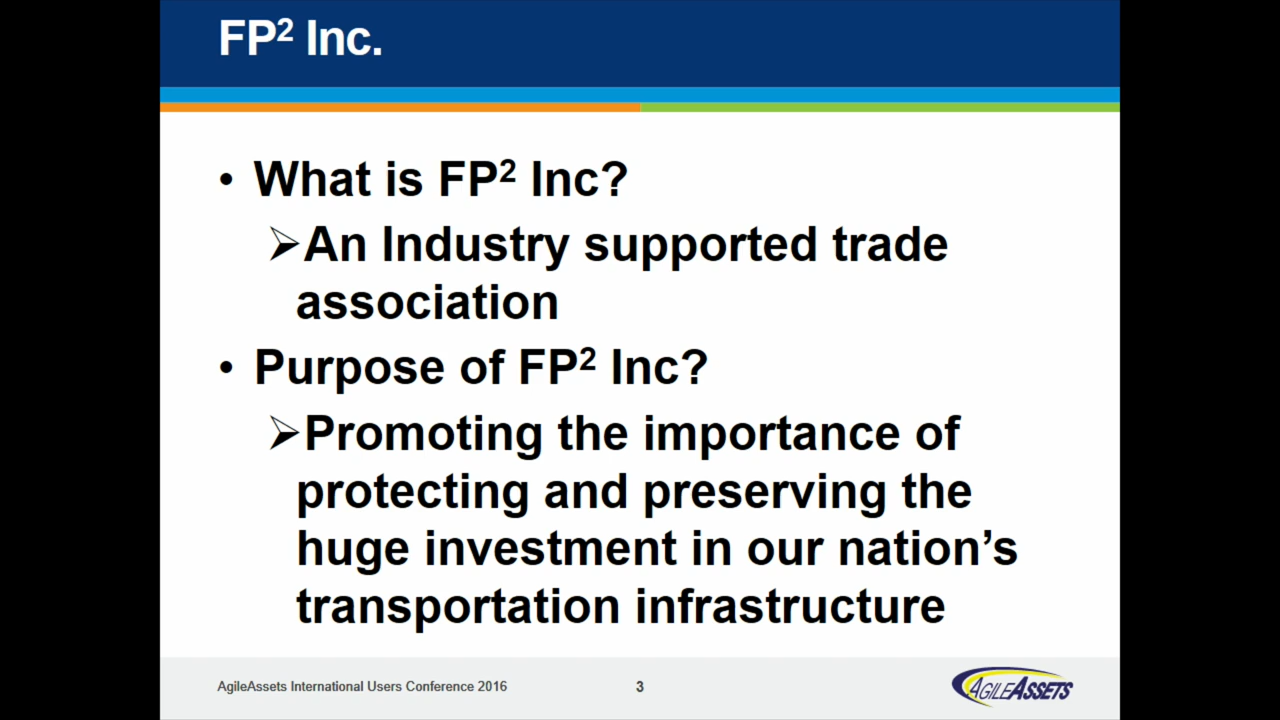 FP² Inc.
• What is FP² Inc?
➢An Industry supported trade
association
• Purpose of FP² Inc?
➢Promoting the importance of
protecting and preserving the
huge investment in our nation’s
transportation infrastructure
AgileAssets International Users Conference 2016
3
AGILEASSETS